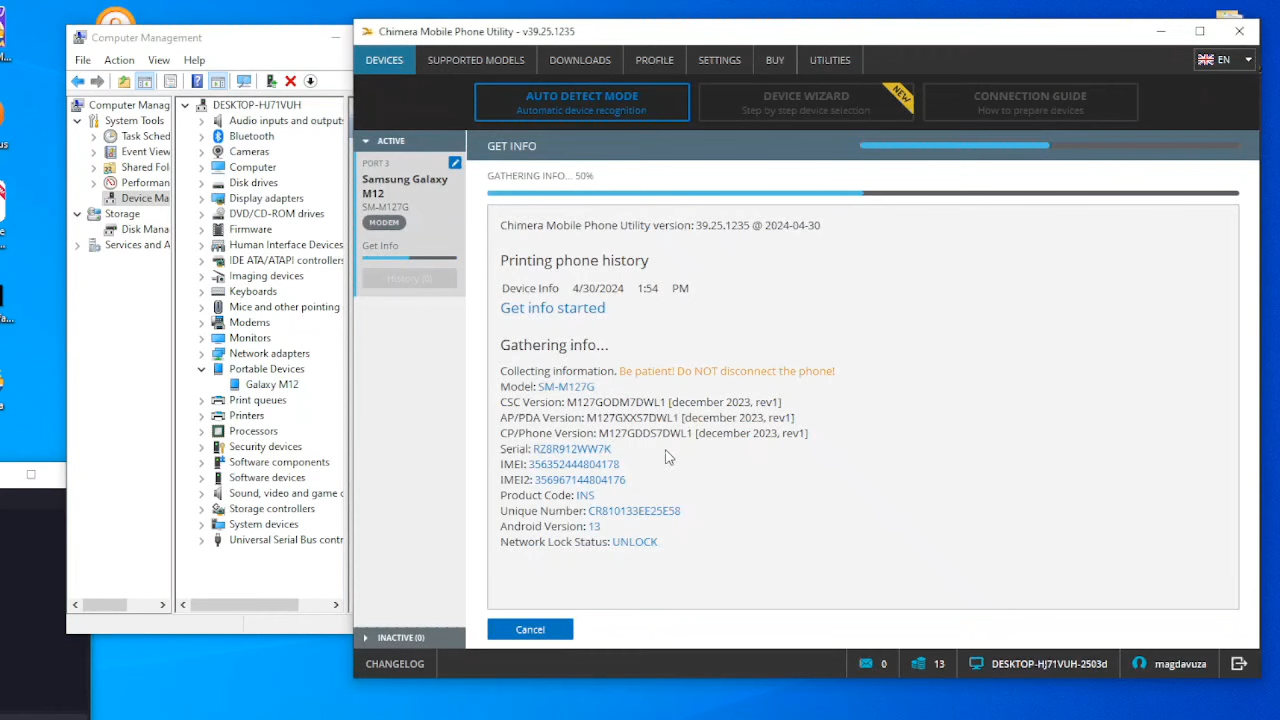 Computer Management
File Action View Help
Computer Manag
System Tools
Task Sched
Event View
Shared Fol
Performan
Device Ma
Storage
Disk Mana
Services and A
DESKTOP-HJ71VUH
Audio inputs and outputs
Bluetooth
Cameras
Computer
Disk drives
Display adapters
DVD/CD-ROM drives
Firmware
Human Interface Devices
IDE ATA/ATAPI controllers
Imaging devices
Keyboards
Mice and other pointing
Modems
Monitors
Network adapters
Portable Devices
Galaxy M12
Print queues
Printers
Processors
Security devices
Software components
Software devices
Sound, video and game c
Storage controllers
System devices
Universal Serial Bus contr
Chimera Mobile Phone Utility - v39.25.1235
DEVICES SUPPORTED MODELS DOWNLOADS PROFILE SETTINGS BUY UTILITIES EN
AUTO DETECT MODE
Automatic device recognition
DEVICE WIZARD
Step by step device selection
NEW
CONNECTION GUIDE
How to prepare devices
ACTIVE
PORT 3
Samsung Galaxy
M12
SM-M127G
MODEM
Get Info
History (0)
INACTIVE (0)
GET INFO
GATHERING INFO... 50%
Chimera Mobile Phone Utility version: 39.25.1235 @ 2024-04-30
Printing phone history
Device Info 4/30/2024 1:54 PM
Get info started
Gathering info...
Collecting information. Be patient! Do NOT disconnect the phone!
Model: SM-M127G
CSC Version: M127GODM7DWL1 [december 2023, rev1]
AP/PDA Version: M127GXXS7DWL1 [december 2023, rev1]
CP/Phone Version: M127GDDS7DWL1 [december 2023, rev1]
Serial: RZ8R912WW7K
IMEI: 356352444804178
IMEI2: 356967144804176
Product Code: INS
Unique Number: CR810133EE25E58
Android Version: 13
Network Lock Status: UNLOCK
Cancel
CHANGELOG 0 13 DESKTOP-HJ71VUH-2503d magdavuza